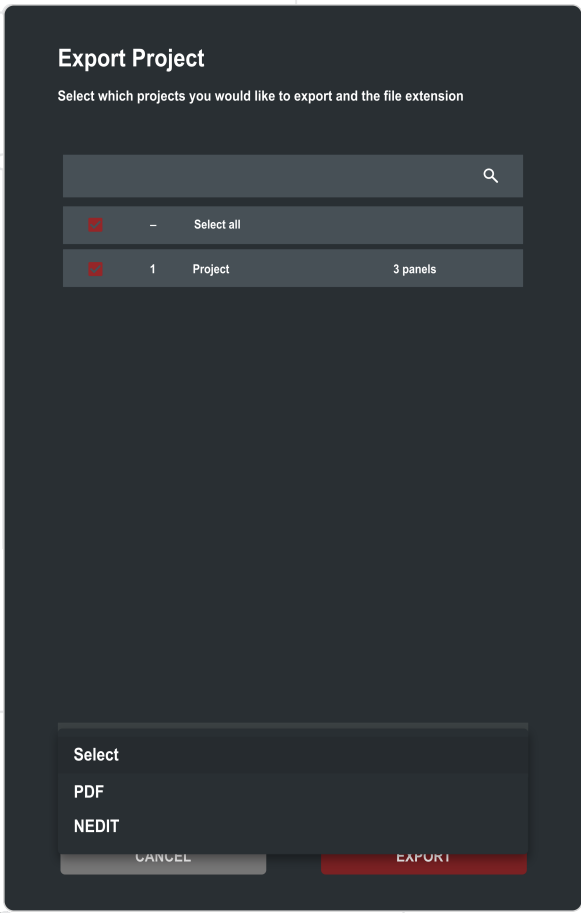 Export Project
Select which projects you would like to export and the file extension
– Select all
1 Project 3 panels
Select
PDF
NEDIT
CANCEL EXPORT